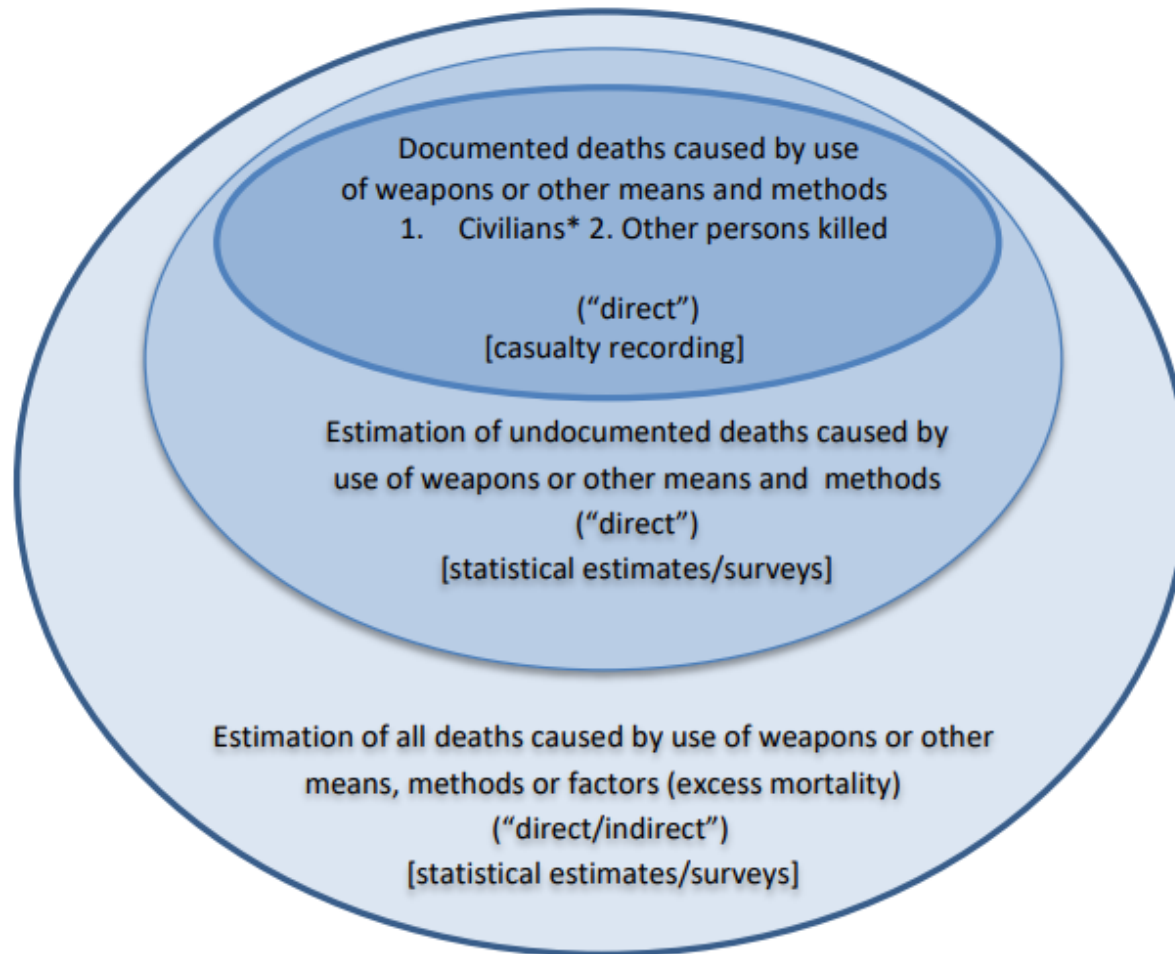 Documented deaths caused by use
of weapons or other means and methods
1. Civilians* 2. Other persons killed
(“direct”)
[casualty recording]
Estimation of undocumented deaths caused by
use of weapons or other means and methods
(“direct”)
[statistical estimates/surveys]
Estimation of all deaths caused by use of weapons or other
means, methods or factors (excess mortality)
(“direct/indirect”)
[statistical estimates/surveys]